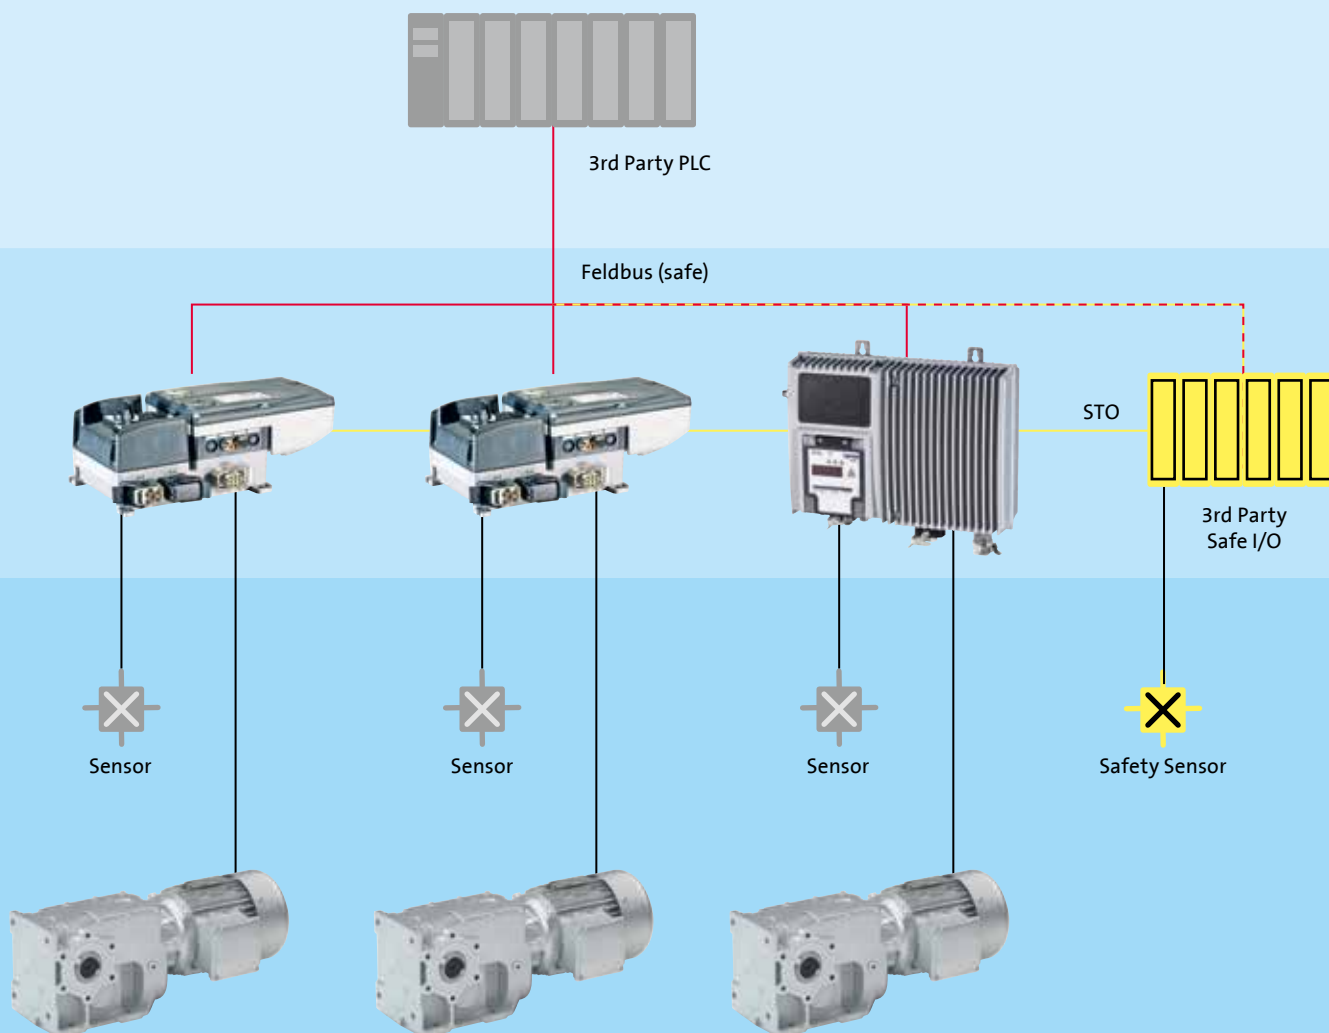 3rd Party PLC
Feldbus (safe)
STO
3rd Party
Safe I/O
Sensor
Sensor
Sensor
Safety Sensor